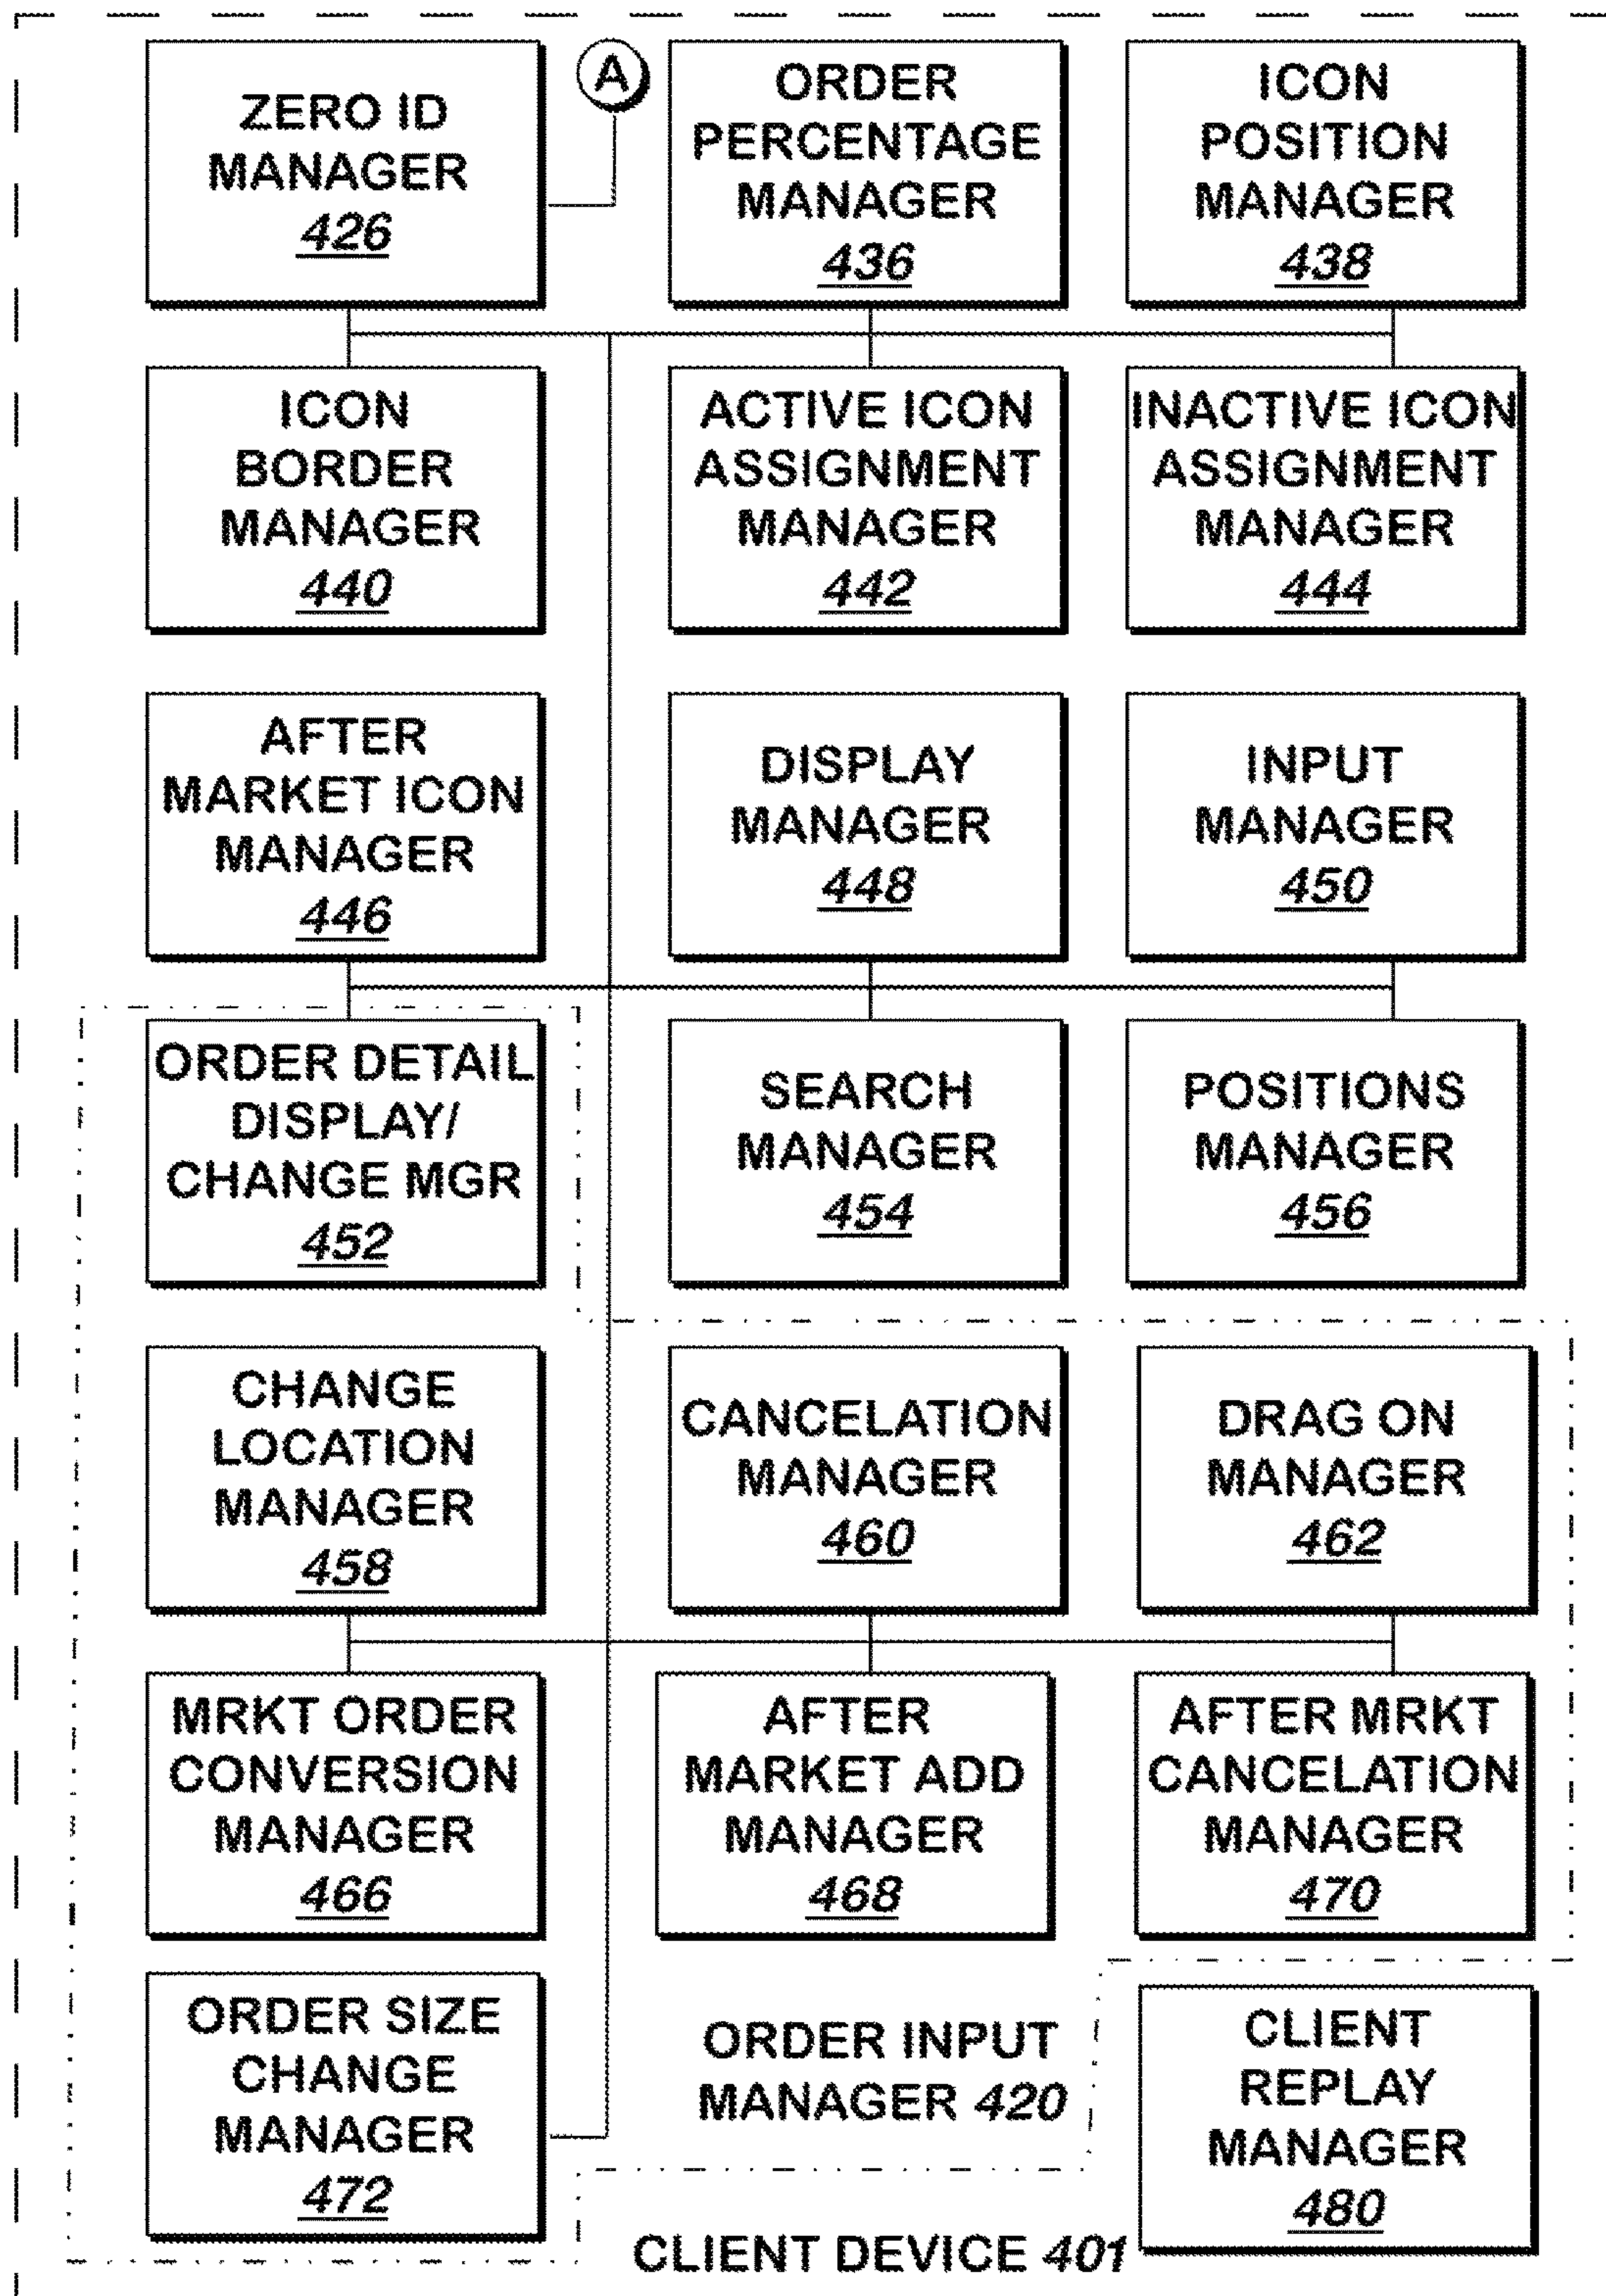 ZERO ID
MANAGER
426
A
ORDER
PERCENTAGE
MANAGER
436
ICON
POSITION
MANAGER
438
ICON
BORDER
MANAGER
440
ACTIVE ICON
ASSIGNMENT
MANAGER
442
INACTIVE ICON
ASSIGNMENT
MANAGER
444
AFTER
MARKET ICON
MANAGER
446
DISPLAY
MANAGER
448
INPUT
MANAGER
450
ORDER DETAIL
DISPLAY/
CHANGE MGR
452
SEARCH
MANAGER
454
POSITIONS
MANAGER
456
CHANGE
LOCATION
MANAGER
458
CANCELATION
MANAGER
460
DRAG ON
MANAGER
462
MRKT ORDER
CONVERSION
MANAGER
466
AFTER
MARKET ADD
MANAGER
468
AFTER MRKT
CANCELATION
MANAGER
470
ORDER SIZE
CHANGE
MANAGER
472
ORDER INPUT
MANAGER 420
CLIENT
REPLAY
MANAGER
480
CLIENT DEVICE 401